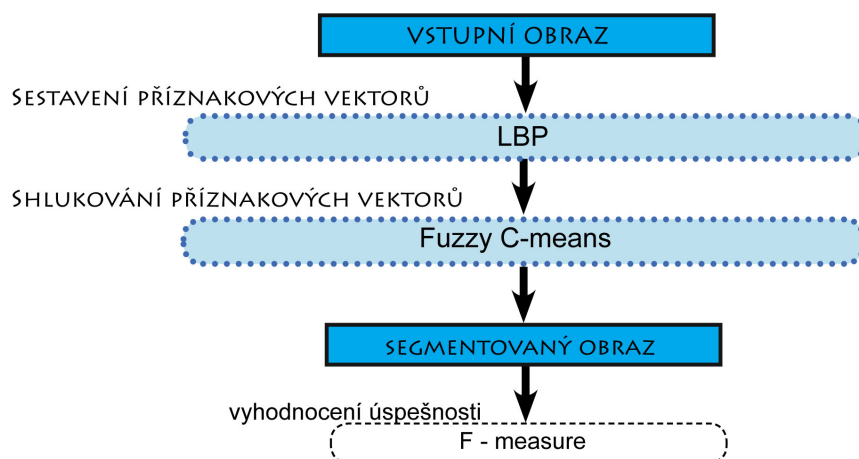 VSTUPNÍ OBRAZ
SESTAVENÍ PŘÍZNAKOVÝCH VEKTORŮ
LBP
SHLUKOVÁNÍ PŘÍZNAKOVÝCH VEKTORŮ
Fuzzy C-means
SEGMENTOVANÝ OBRAZ
vyhodnocení úspešnosti
F - measure